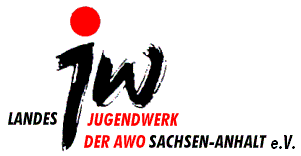 jw
LANDES JUGENDWERK
DER AWO SACHSEN-ANHALT e.V.